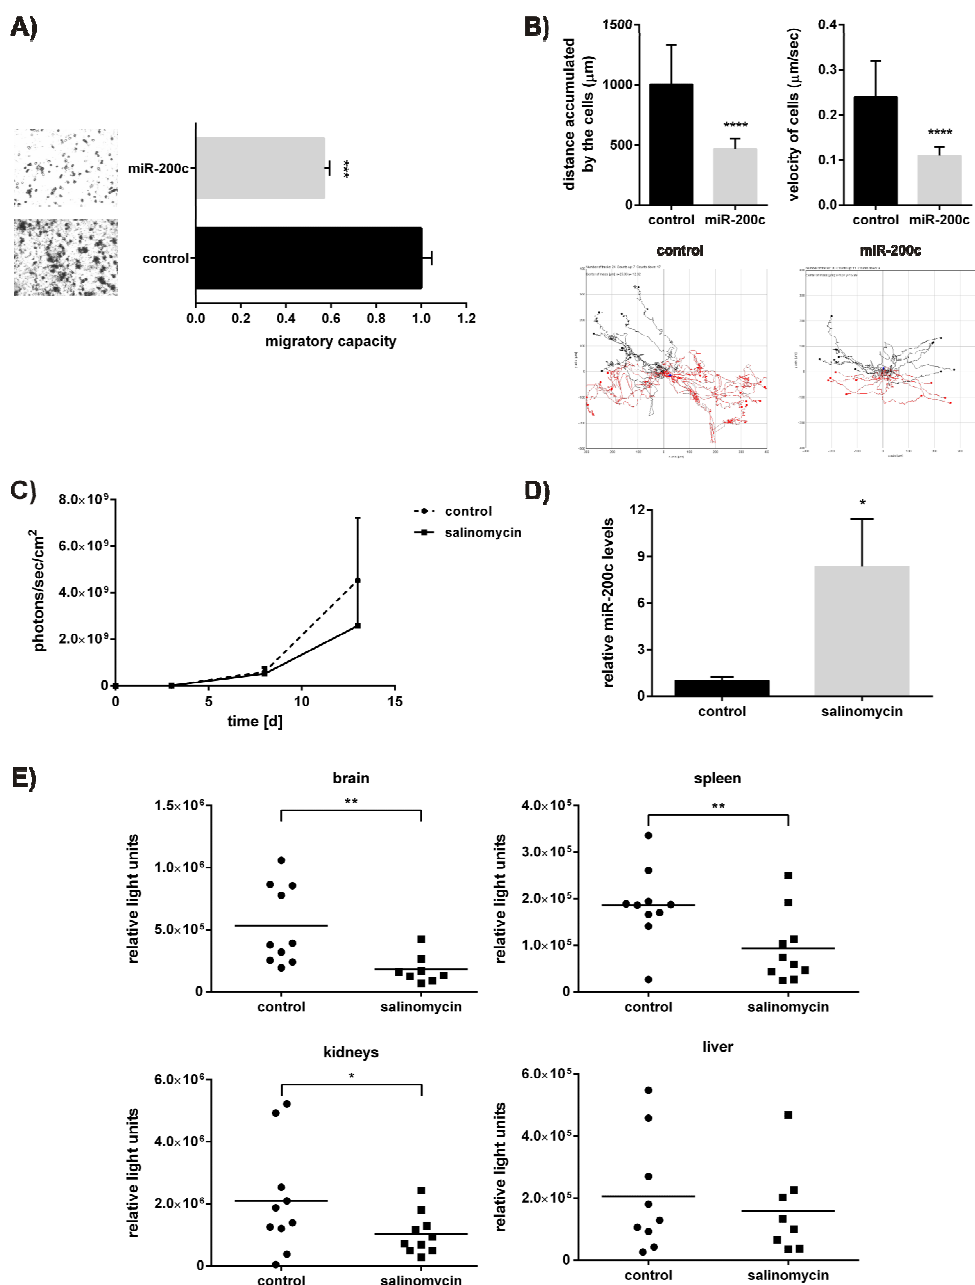 A)
miR-200c
***
control
0.0 0.2 0.4 0.6 0.8 1.0 1.2
migratory capacity
B)
distance accumulated
by the cells (μm)
1500
1000
500
0
****
control miR-200c
velocity of cells (μm/sec)
0.4
0.3
0.2
0.1
0.0
****
control miR-200c
control
miR-200c
C)
photons/sec/cm²
8.0×10⁹
6.0×10⁹
4.0×10⁹
2.0×10⁹
0
0 5 10 15
time [d]
control
salinomycin
D)
relative miR-200c levels
12
9
6
3
0
*
control salinomycin
E)
brain
relative light units
1.5×10⁶
1.0×10⁶
5.0×10⁵
0
**
control salinomycin
spleen
relative light units
4.0×10⁵
3.0×10⁵
2.0×10⁵
1.0×10⁵
0
**
control salinomycin
kidneys
relative light units
6.0×10⁶
4.0×10⁶
2.0×10⁶
0
*
control salinomycin
liver
relative light units
6.0×10⁵
4.0×10⁵
2.0×10⁵
0
control salinomycin